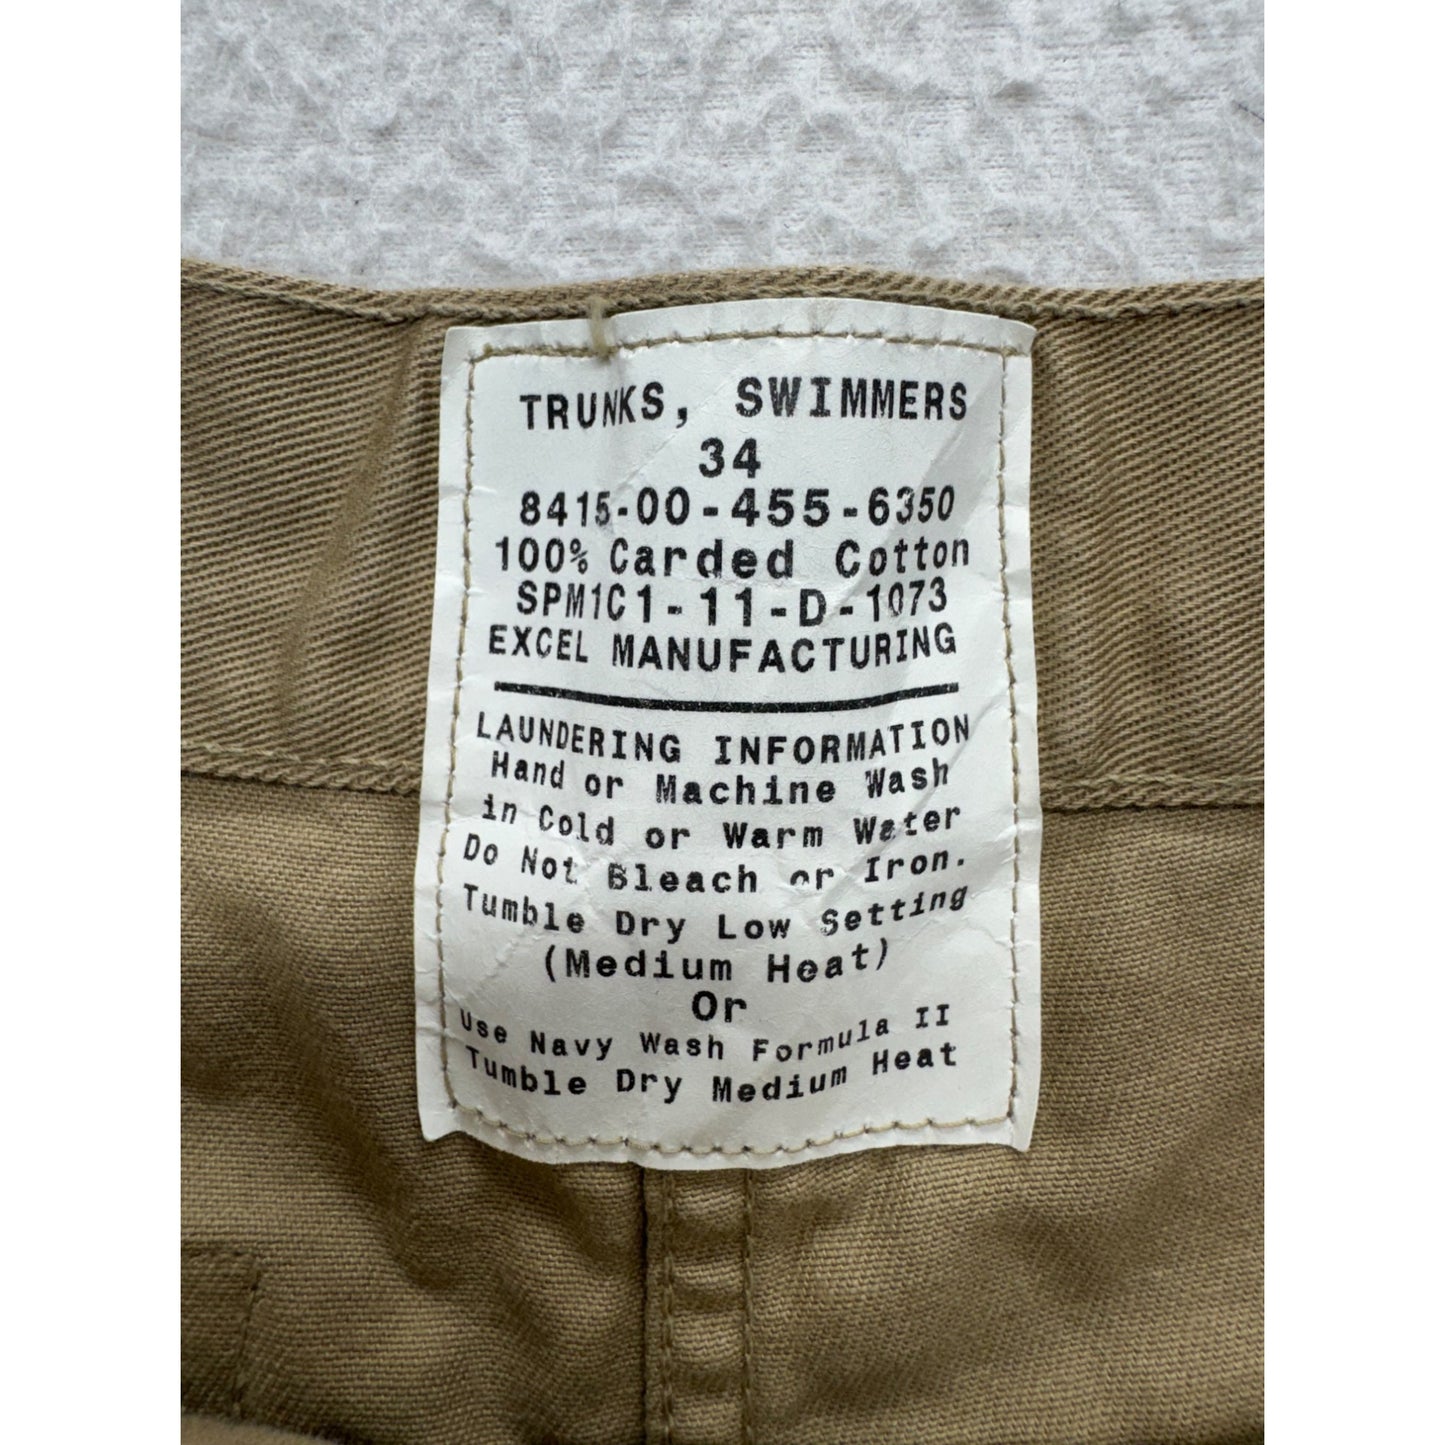 TRUNKS, SWIMMERS
34
8415-00-455-6350
100% Carded Cotton
SPM1C1-11-D-1073
EXCEL MANUFACTURING
LAUNDERING INFORMATION
Hand or Machine Wash
in Cold or Warm Water
Do Not Bleach or Iron.
Tumble Dry Low Setting
(Medium Heat)
Or
Use Navy Wash Formula II
Tumble Dry Medium Heat